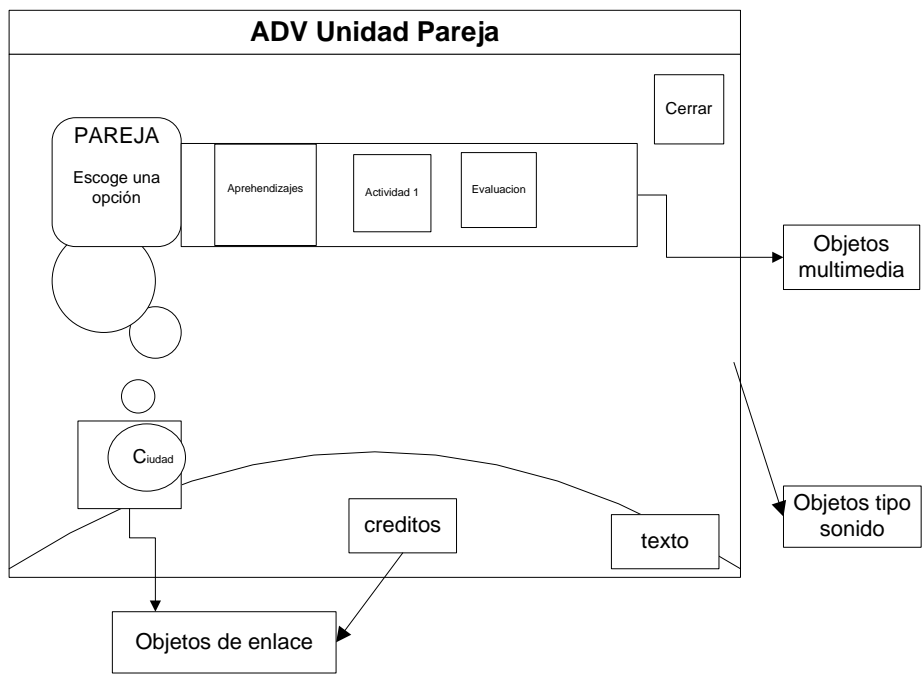 ADV Unidad Pareja
Cerrar
PAREJA
Escoge una
opción
Aprehendizajes
Actividad 1
Evaluacion
Objetos
multimedia
Ciudad
creditos
texto
Objetos tipo
sonido
Objetos de enlace